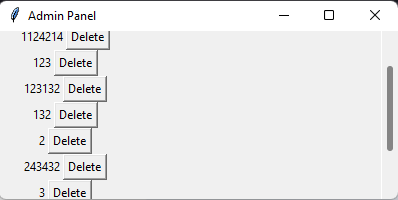 Admin Panel
1124214 Delete
123 Delete
123132 Delete
132 Delete
2 Delete
243432 Delete
3 Delete